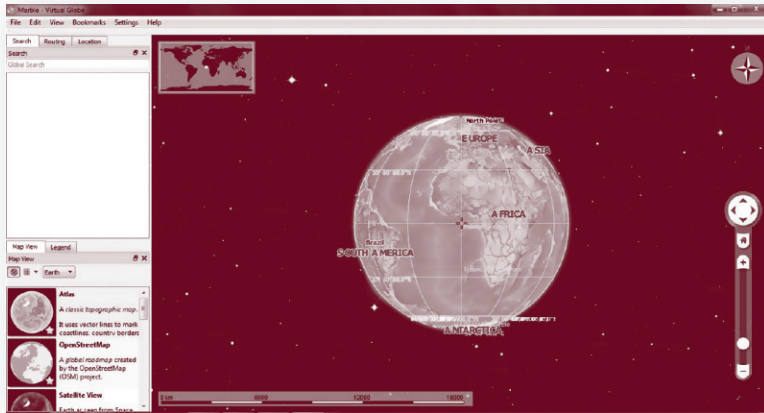 Marble - Virtual Globe
File Edit View Bookmarks Settings Help
Search Routing Location
Search
Global Search
Map View Legend
Map View
Earth
Atlas
A classic topographic map.
It uses vector lines to mark
coastlines, country borders
OpenStreetMap
A global roadmap created
by the OpenStreetMap
(OSM) project.
Satellite View
Earth as seen from Space.
North Pole
EUROPE
ASIA
AFRICA
Brazil
SOUTH AMERICA
ANTARCTICA
0 km 6000 12000 18000